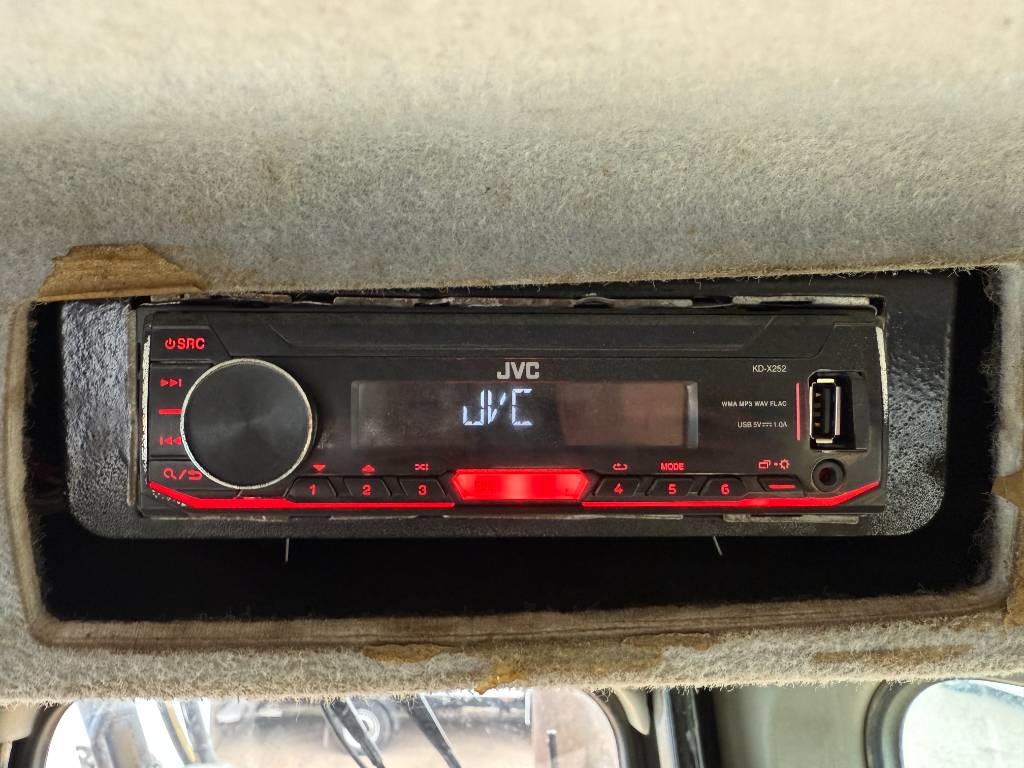 SRC
JVC
KD-X252
JVC
WMA MP3 WAV FLAC
USB 5V⎓1.0A
MODE
1 2 3 4 5 6